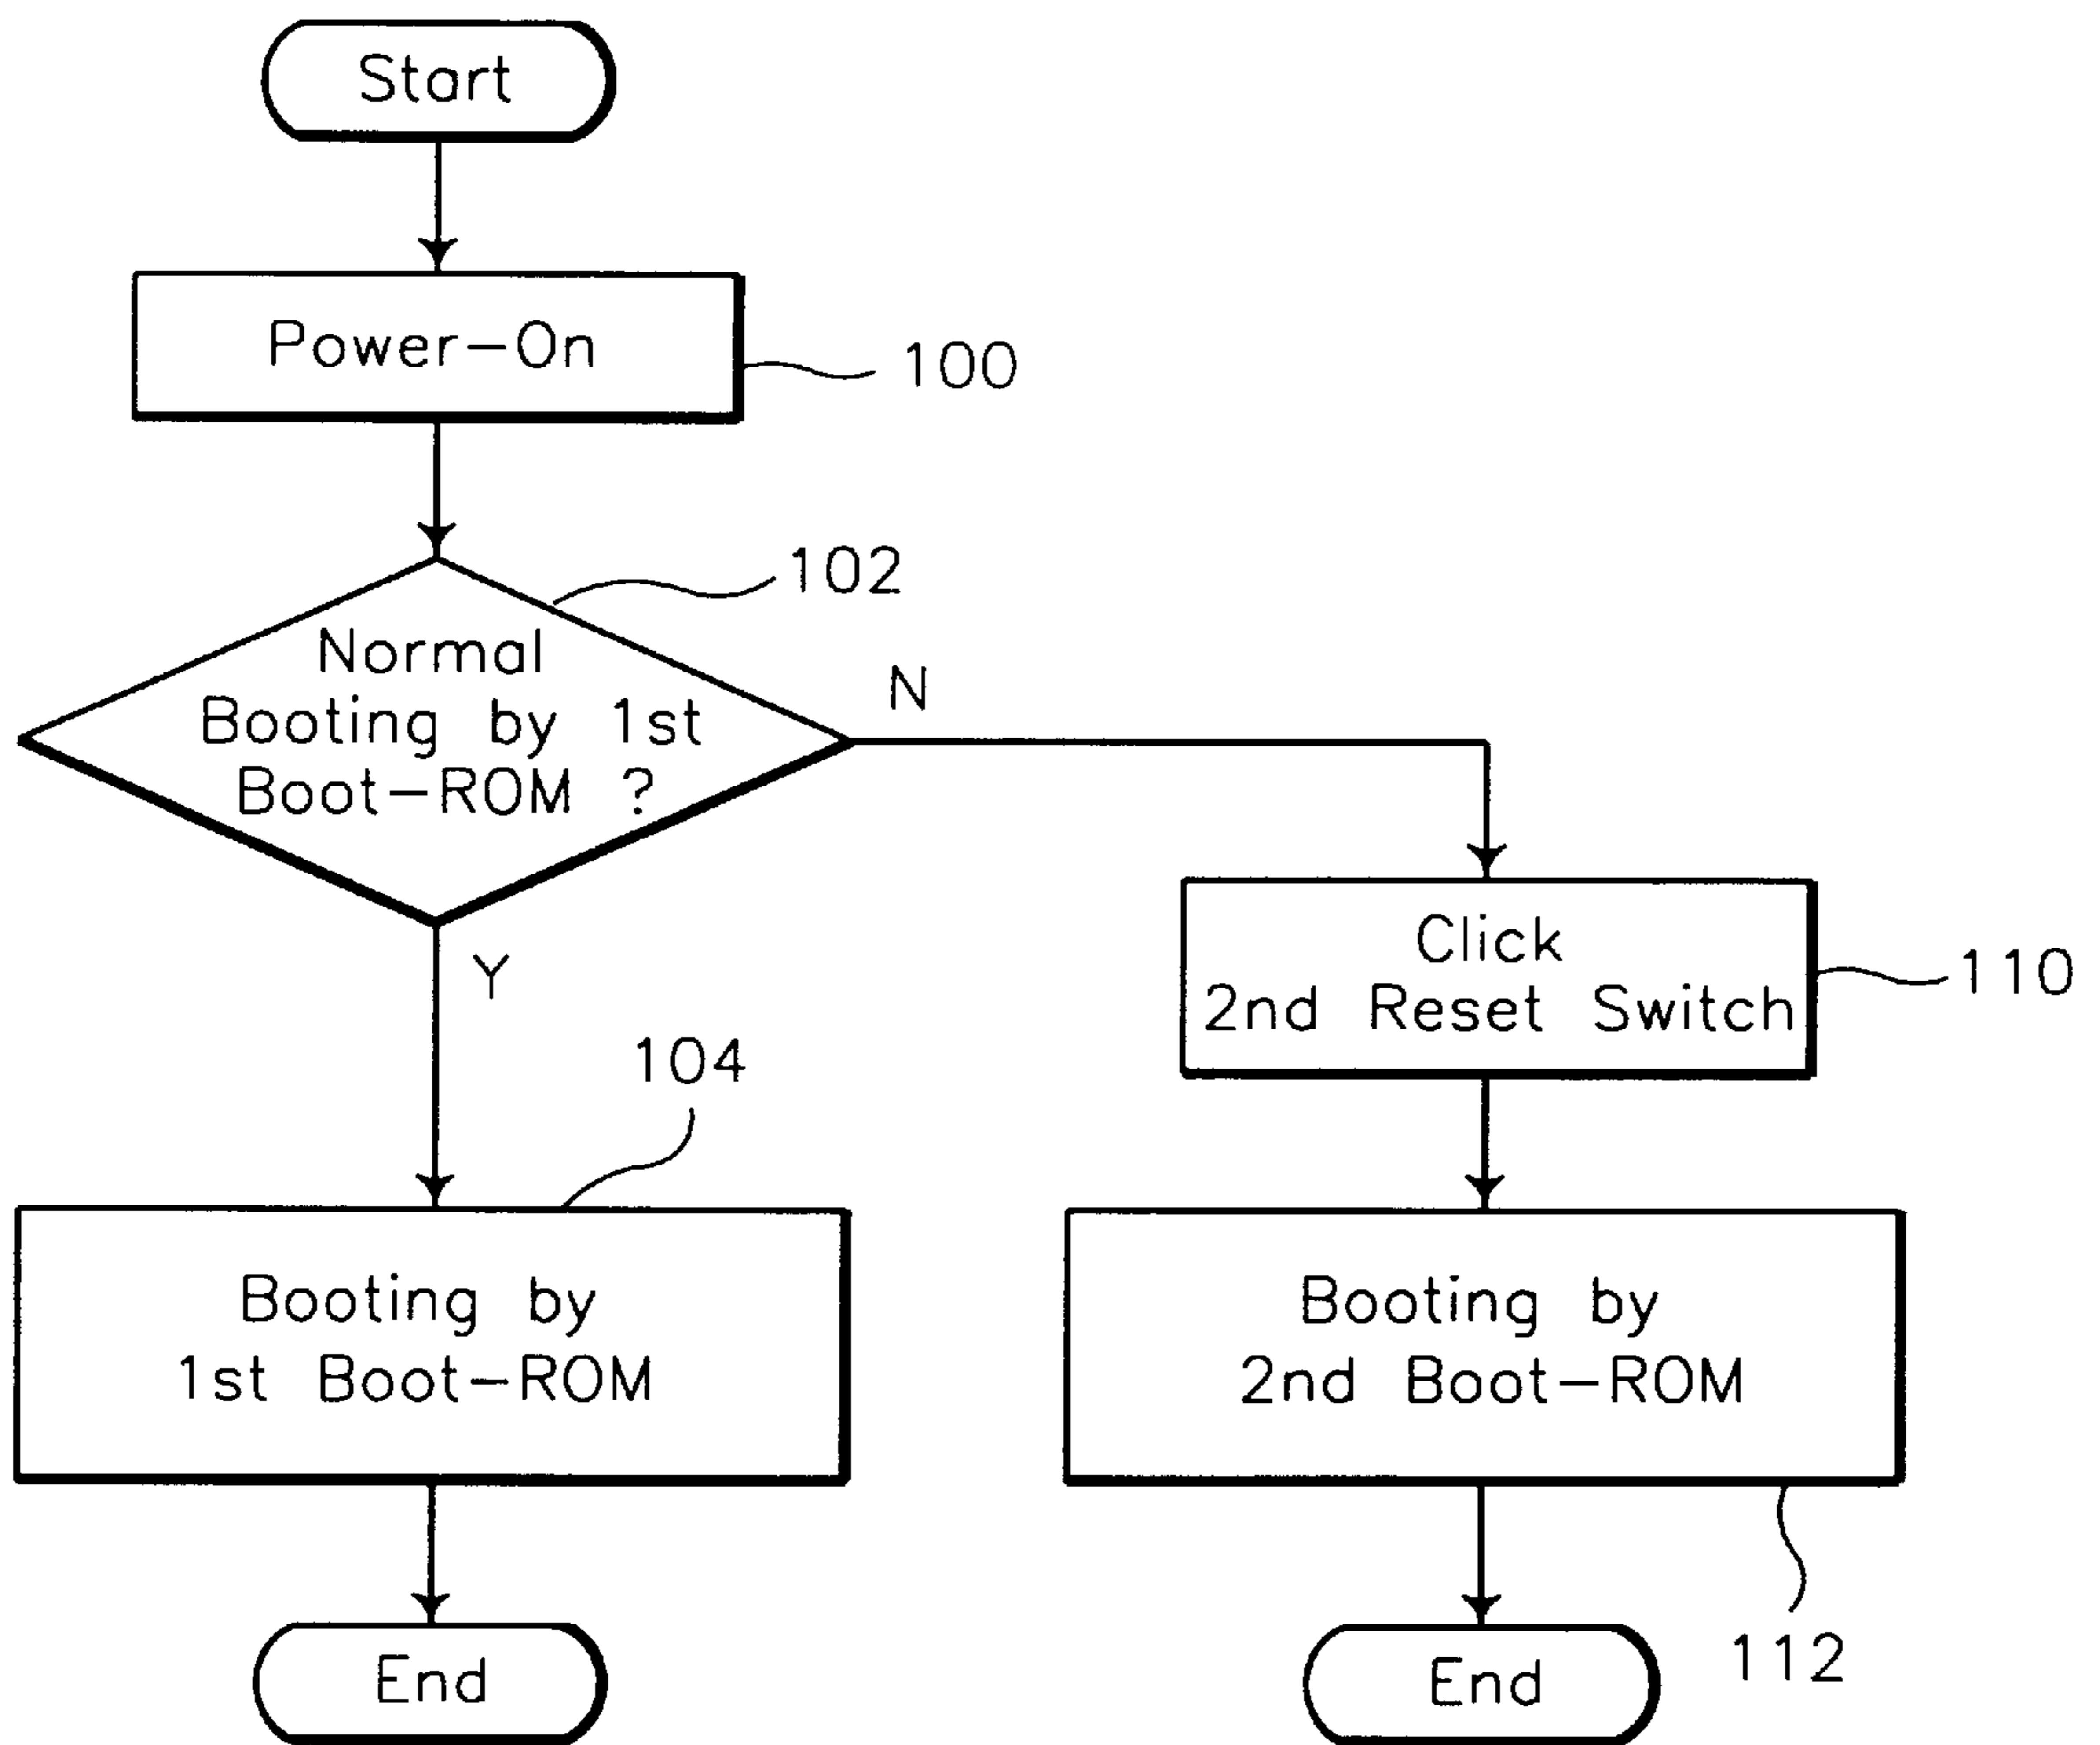 Start
Power-On
100
102
Normal
Booting by 1st
Boot-ROM ?
N
Y
Click
2nd Reset Switch
110
104
Booting by
1st Boot-ROM
Booting by
2nd Boot-ROM
112
End
End